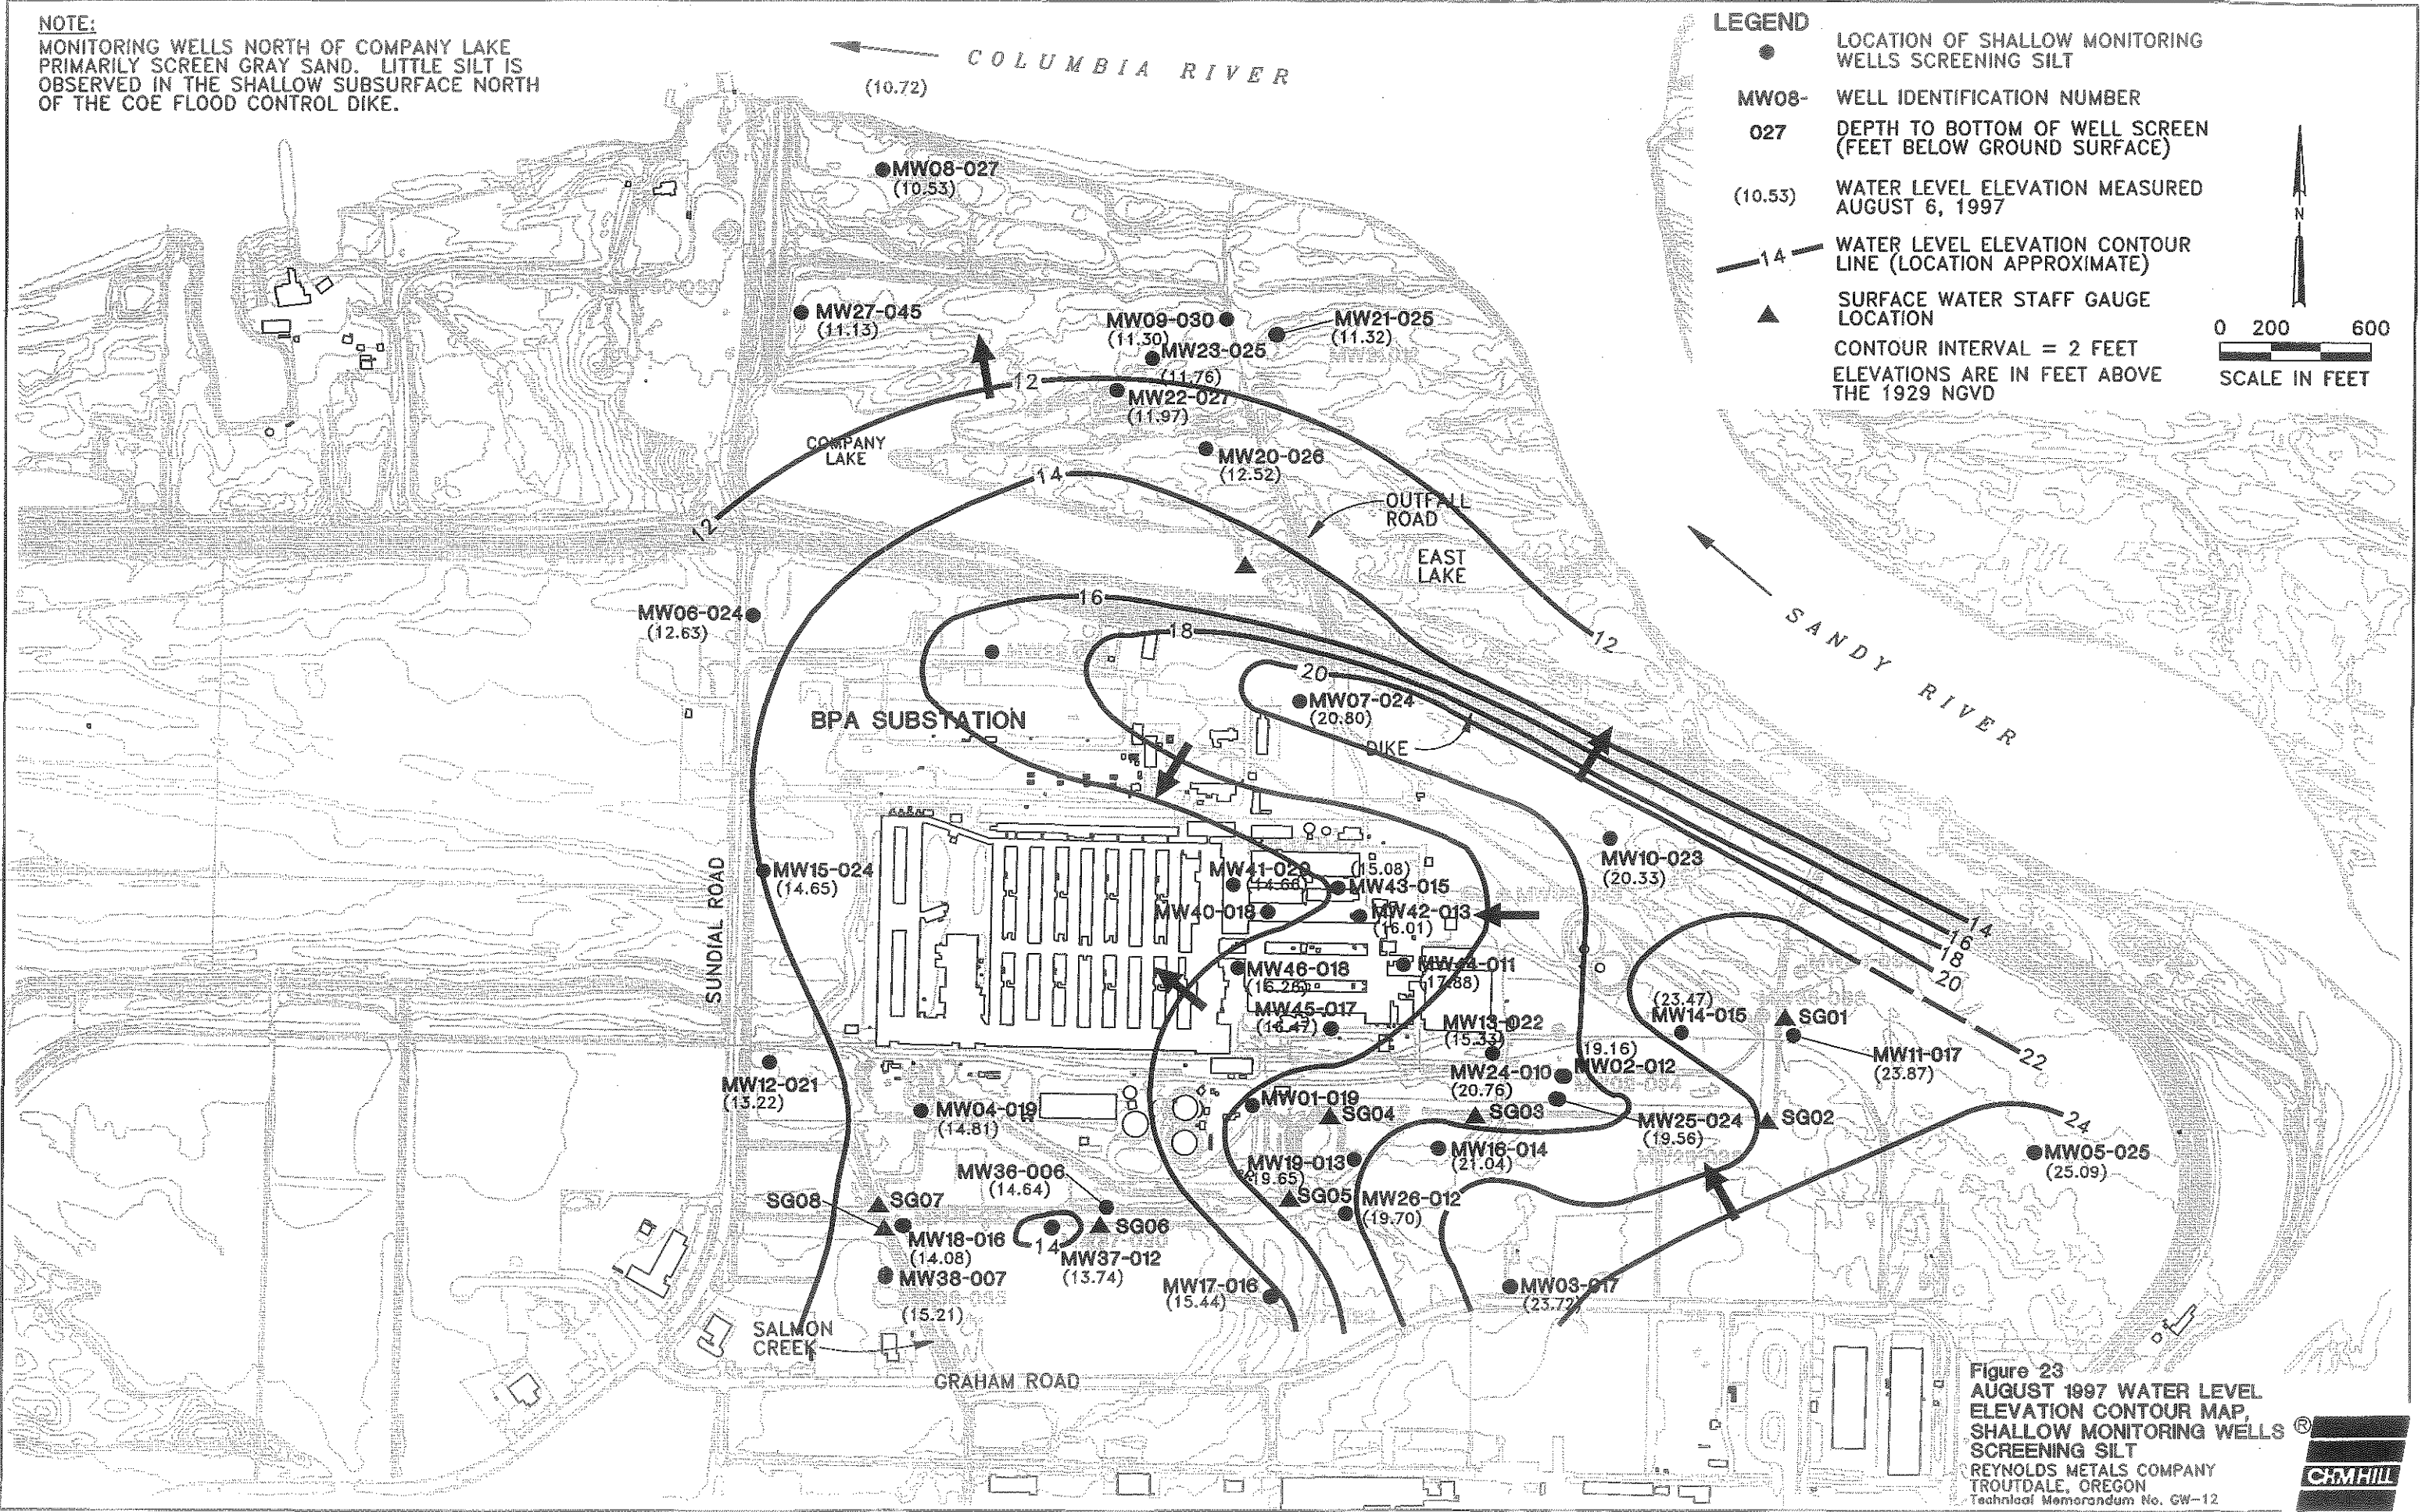 NOTE:
MONITORING WELLS NORTH OF COMPANY LAKE
PRIMARILY SCREEN GRAY SAND. LITTLE SILT IS
OBSERVED IN THE SHALLOW SUBSURFACE NORTH
OF THE COE FLOOD CONTROL DIKE.
COLUMBIA RIVER
(10.72)
LEGEND
LOCATION OF SHALLOW MONITORING
WELLS SCREENING SILT
MW08- WELL IDENTIFICATION NUMBER
027 DEPTH TO BOTTOM OF WELL SCREEN
(FEET BELOW GROUND SURFACE)
(10.53) WATER LEVEL ELEVATION MEASURED
AUGUST 6, 1997
14 WATER LEVEL ELEVATION CONTOUR
LINE (LOCATION APPROXIMATE)
SURFACE WATER STAFF GAUGE
LOCATION
CONTOUR INTERVAL = 2 FEET
ELEVATIONS ARE IN FEET ABOVE
THE 1929 NGVD
N
0 200 600
SCALE IN FEET
MW08-027
(10.53)
MW27-045
(11.13)
MW09-030
(11.30)
MW21-025
(11.32)
MW23-025
(11.76)
12
MW22-027
(11.97)
COMPANY
LAKE
MW20-026
(12.52)
14
OUTFALL
ROAD
12
EAST
LAKE
MW06-024
(12.63)
16
18
12
SANDY RIVER
20
MW07-024
(20.80)
BPA SUBSTATION
DIKE
MW10-023
(20.33)
MW15-024
(14.65)
SUNDIAL ROAD
MW41-020
(14.66)
(15.08)
MW43-015
MW40-018
MW42-013
(16.01)
14
16
18
20
MW46-018
(16.26)
MW44-011
(17.88)
MW45-017
(16.47)
MW13-022
(15.33)
(23.47)
MW14-015
SG01
MW11-017
(23.87)
22
(19.16)
MW02-012
MW24-010
(20.76)
MW12-021
(13.22)
MW04-019
(14.81)
MW01-019
SG04
SG03
MW25-024
(19.56)
SG02
24
MW05-025
(25.09)
MW16-014
(21.04)
MW19-013
(19.65)
MW36-006
(14.64)
SG08
SG07
SG05
MW26-012
(19.70)
SG06
14
MW18-016
(14.08)
MW37-012
(13.74)
MW38-007
(15.21)
MW17-016
(15.44)
MW03-017
(23.72)
SALMON
CREEK
GRAHAM ROAD
Figure 23
AUGUST 1997 WATER LEVEL
ELEVATION CONTOUR MAP,
SHALLOW MONITORING WELLS
SCREENING SILT
REYNOLDS METALS COMPANY
TROUTDALE, OREGON
Technical Memorandum No. GW-12
®
CH2M HILL